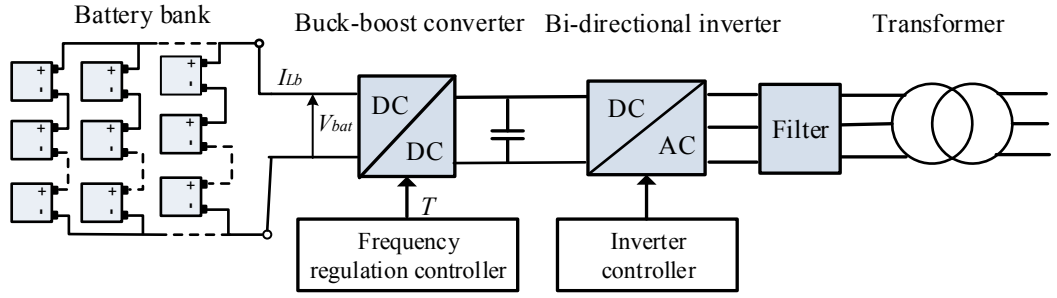 Battery bank
Buck-boost converter
Bi-directional inverter
Transformer
+
-
+
-
+
-
+
-
+
-
+
-
+
-
+
-
+
-
I_Lb
V_bat
DC
DC
DC
AC
Filter
T
Frequency
regulation controller
Inverter
controller